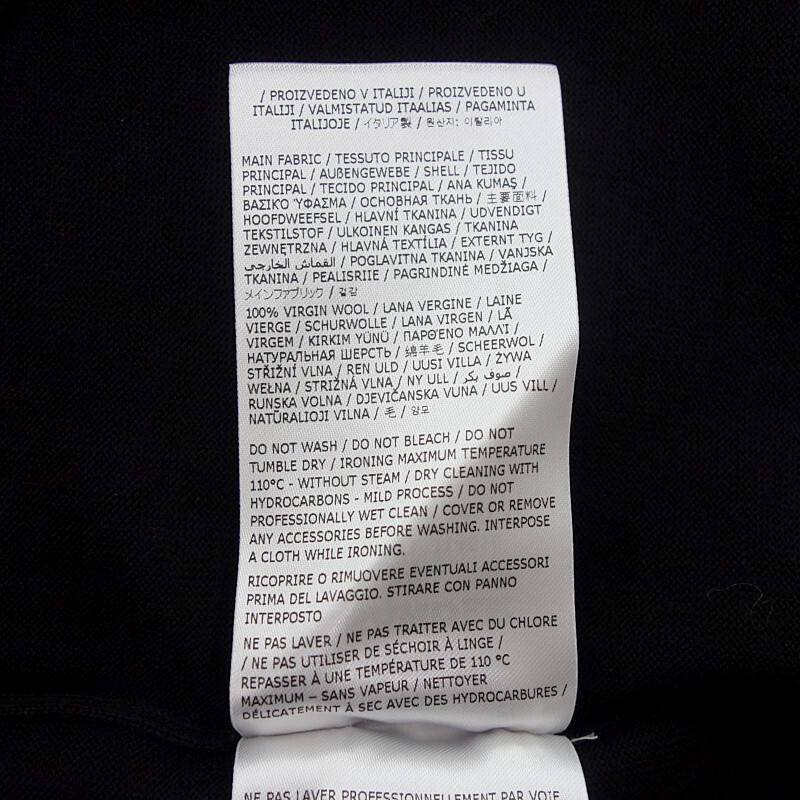 / PROIZVEDENO V ITALIJI / PROIZVEDENO U
ITALIJI / VALMISTATUD ITAALIAS / PAGAMINTA
ITALIJOJE / イタリア製 / 원산지: 이탈리아
MAIN FABRIC / TESSUTO PRINCIPALE / TISSU
PRINCIPAL / AUßENGEWEBE / SHELL / TEJIDO
PRINCIPAL / TECIDO PRINCIPAL / ANA KUMAŞ /
ΒΑΣΙΚΌ ΎΦΑΣΜΑ / ОСНОВНАЯ ТКАНЬ / 主要面料 /
HOOFDWEEFSEL / HLAVNÍ TKANINA / UDVENDIGT
TEKSTILSTOF / ULKOINEN KANGAS / TKANINA
ZEWNĘTRZNA / HLAVNÁ TEXTÍLIA / EXTERNT TYG /
القماش الخارجي / POGLAVITNA TKANINA / VANJSKA
TKANINA / PEALISRIIE / PAGRINDINĖ MEDŽIAGA /
メインファブリック / 겉감
100% VIRGIN WOOL / LANA VERGINE / LAINE
VIERGE / SCHURWOLLE / LANA VIRGEN / LÃ
VIRGEM / KIRKIM YÜNÜ / ΠΑΡΘΈΝΟ ΜΑΛΛΊ /
НАТУРАЛЬНАЯ ШЕРСТЬ / 绵羊毛 / SCHEERWOL /
STŘIŽNÍ VLNA / REN ULD / UUSI VILLA / ŻYWA
WEŁNA / STRIŽNÁ VLNA / NY ULL / صوف بكر /
RUNSKA VOLNA / DJEVIČANSKA VUNA / UUS VILL /
NATŪRALIOJI VILNA / 毛 / 양모
DO NOT WASH / DO NOT BLEACH / DO NOT
TUMBLE DRY / IRONING MAXIMUM TEMPERATURE
110°C - WITHOUT STEAM / DRY CLEANING WITH
HYDROCARBONS - MILD PROCESS / DO NOT
PROFESSIONALLY WET CLEAN / COVER OR REMOVE
ANY ACCESSORIES BEFORE WASHING. INTERPOSE
A CLOTH WHILE IRONING.
RICOPRIRE O RIMUOVERE EVENTUALI ACCESSORI
PRIMA DEL LAVAGGIO. STIRARE CON PANNO
INTERPOSTO
NE PAS LAVER / NE PAS TRAITER AVEC DU CHLORE
/ NE PAS UTILISER DE SÉCHOIR À LINGE /
REPASSER À UNE TEMPÉRATURE DE 110 °C
MAXIMUM – SANS VAPEUR / NETTOYER
DÉLICATEMENT À SEC AVEC DES HYDROCARBURES /
NE PAS LAVER PROFESSIONNELLEMENT PAR VOIE